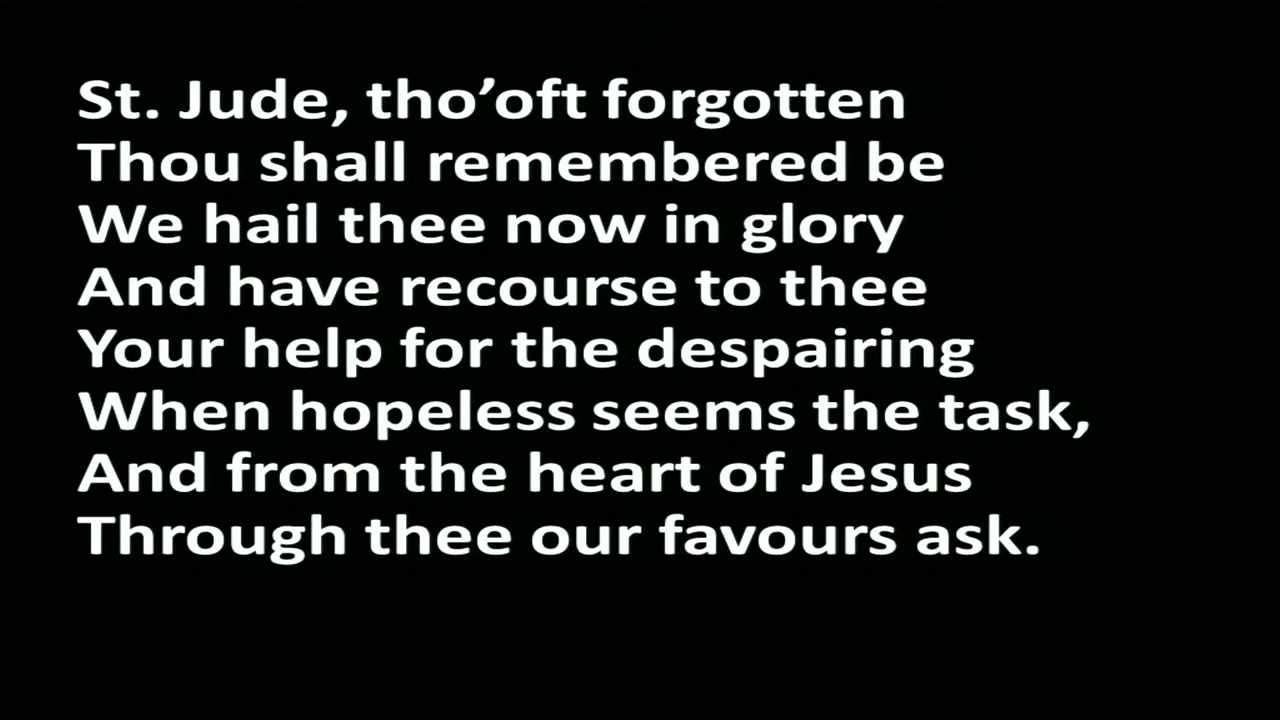 St. Jude, tho’oft forgotten
Thou shall remembered be
We hail thee now in glory
And have recourse to thee
Your help for the despairing
When hopeless seems the task,
And from the heart of Jesus
Through thee our favours ask.